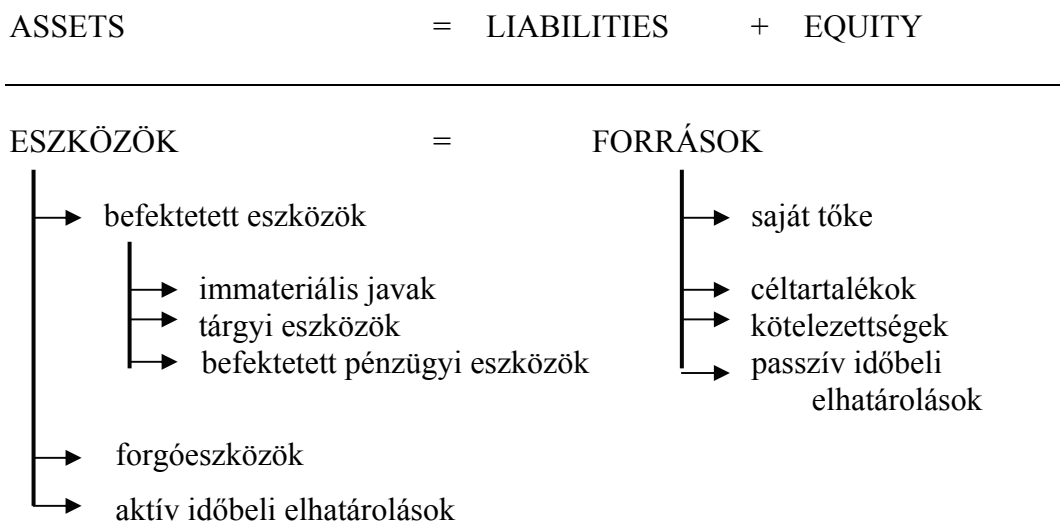 ASSETS = LIABILITIES + EQUITY
ESZKÖZÖK = FORRÁSOK
befektetett eszközök
immateriális javak
tárgyi eszközök
befektetett pénzügyi eszközök
forgóeszközök
aktív időbeli elhatárolások
saját tőke
céltartalékok
kötelezettségek
passzív időbeli
elhatárolások